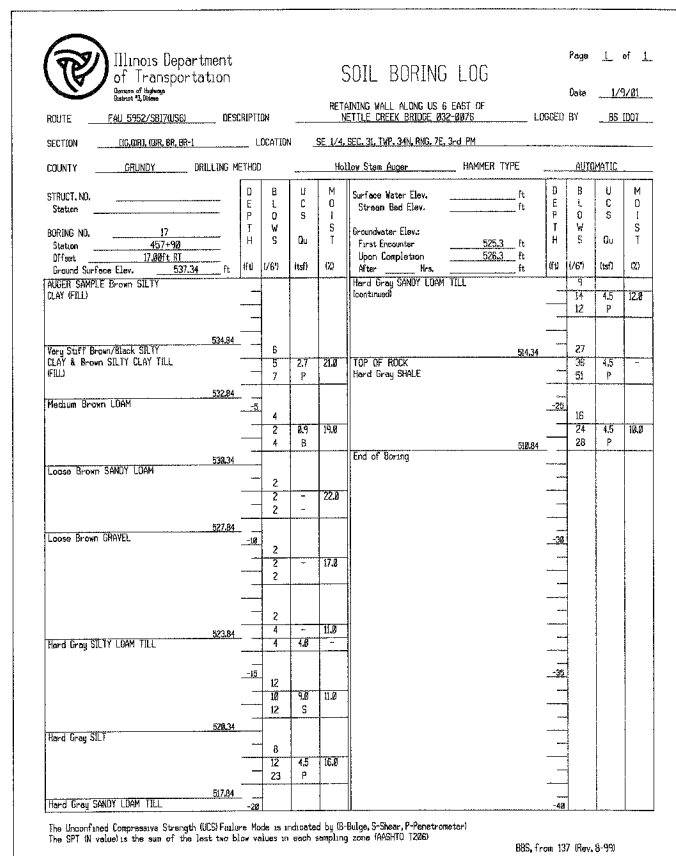 Illinois Department
of Transportation
Division of Highways
SOIL BORING LOG
Page 1 of 1
Date 1/9/01
ROUTE FAU 5952/SBI7(US6) DESCRIPTION RETAINING WALL ALONG US 6 EAST OF
NETTLE CREEK BRIDGE 032-0076 LOGGED BY BS IDOT
SECTION LOCATION SE 1/4, SEC. 31, TWP. 34N, RNG. 7E, 3rd PM
COUNTY GRUNDY DRILLING METHOD Hollow Stem Auger HAMMER TYPE AUTOMATIC
STRUCT. NO.
Station
BORING NO. 17
Station 457+90
Offset 17.00ft RT
Ground Surface Elev. 537.34 ft
DEPTH (ft)
BLOWS (/6")
UCS Qu (tsf)
MOIST (%)
AUGER SAMPLE Brown SILTY
CLAY (FILL)
534.84
Very Stiff Brown/Black SILTY 6
CLAY & Brown SILTY CLAY TILL 5 2.7 21.0
(FILL) 7 P
532.84
Medium Brown LOAM -5
4
2 0.9 19.0
4 B
530.34
Loose Brown SANDY LOAM
2
2 - 22.0
2 -
527.84
Loose Brown GRAVEL -10
2
2 - 17.0
2
2
523.84 4 - 11.0
Hard Gray SILTY LOAM TILL 4 4.0 -
-15
12
10 9.0 11.0
12 S
520.34
Hard Gray SILT
8
12 4.5 16.0
23 P
517.84
Hard Gray SANDY LOAM TILL -20
Surface Water Elev. ft
Stream Bed Elev. ft
Groundwater Elev.:
First Encounter 525.3 ft
Upon Completion 526.3 ft
After Hrs. ft
DEPTH (ft)
BLOWS (/6")
UCS Qu (tsf)
MOIST (%)
Hard Gray SANDY LOAM TILL 9
(continued) 14 4.5 12.0
12 P
514.34 27
TOP OF ROCK 36 4.5 -
Hard Gray SHALE 51 P
-25
16
24 4.5 10.0
510.84 28 P
End of Boring
-30
-35
-40
The Unconfined Compressive Strength (UCS) Failure Mode is indicated by (B-Bulge, S-Shear, P-Penetrometer)
The SPT (N value) is the sum of the last two blow values in each sampling zone (AASHTO T206)
BBS, from 137 (Rev. 8-99)